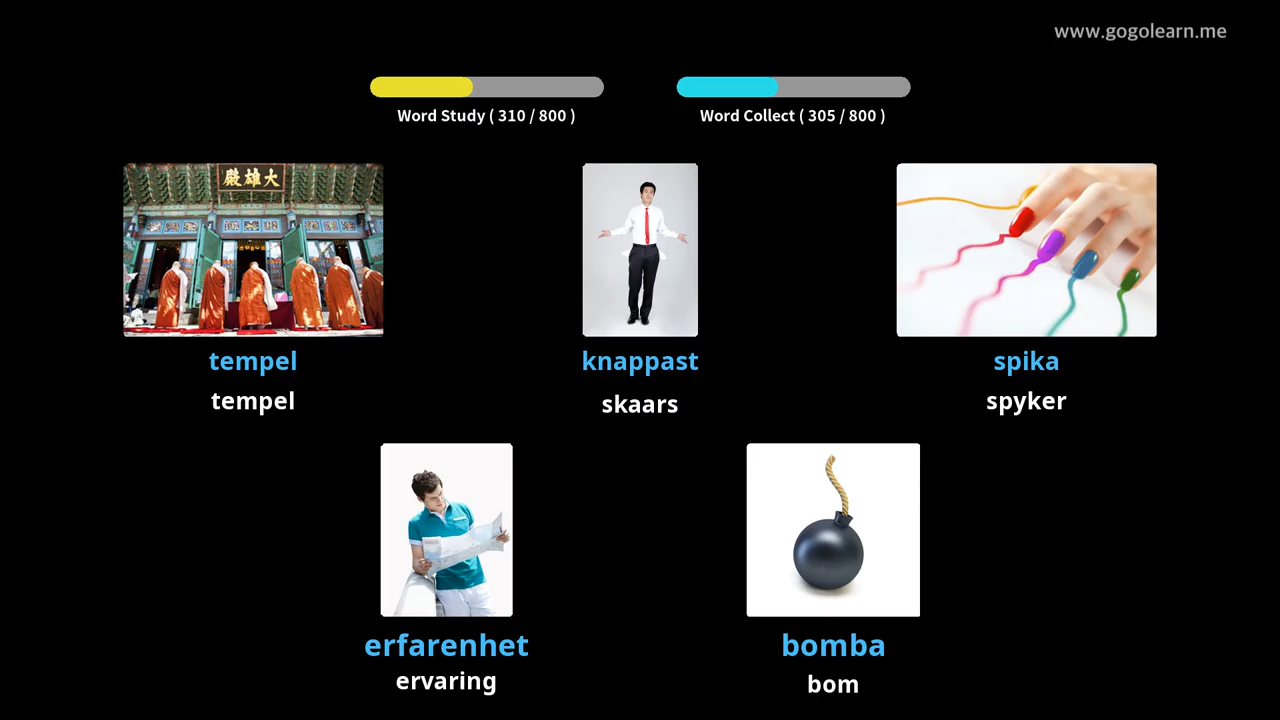 www.gogolearn.me
Word Study ( 310 / 800 )
Word Collect ( 305 / 800 )
殿雄大
tempel
knappast
spika
tempel
skaars
spyker
erfarenhet
bomba
ervaring
bom